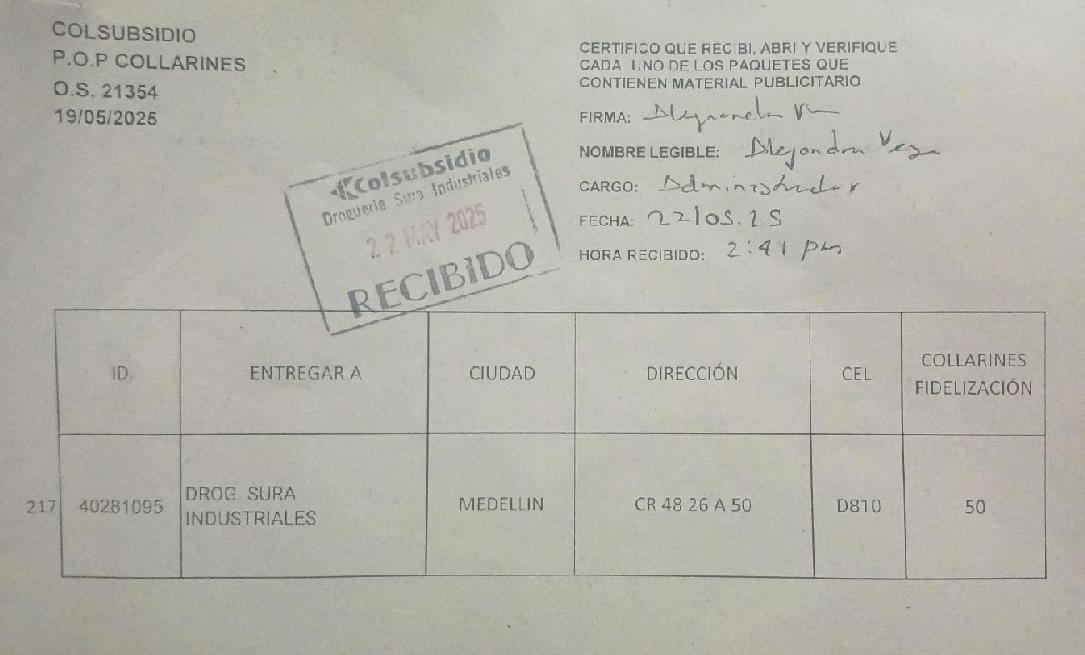 COLSUBSIDIO
P.O.P COLLARINES
O.S. 21354
19/05/2025
CERTIFICO QUE RECIBI, ABRI Y VERIFIQUE
CADA UNO DE LOS PAQUETES QUE
CONTIENEN MATERIAL PUBLICITARIO
FIRMA:
NOMBRE LEGIBLE: Alejandra Vega
CARGO: Administrador
FECHA: 22/05.25
HORA RECIBIDO: 2:41 pm
Colsubsidio
Drogueria Sura Industriales
22 MAY 2025
RECIBIDO
ID. ENTREGAR A CIUDAD DIRECCIÓN CEL COLLARINES
FIDELIZACIÓN
217 40281095 DROG. SURA MEDELLIN CR 48 26 A 50 D810 50
INDUSTRIALES